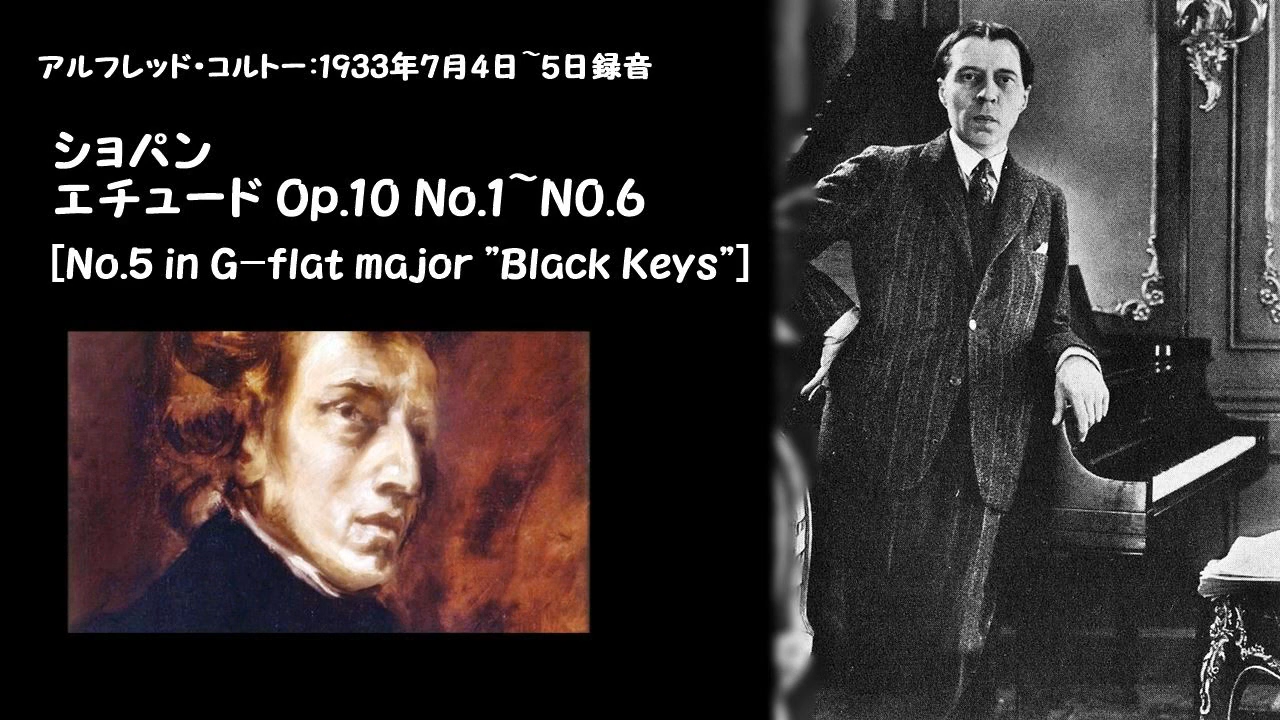 アルフレッド・コルトー:1933年7月4日~5日録音
ショパン
エチュード Op.10 No.1~NO.6
[No.5 in G-flat major "Black Keys"]